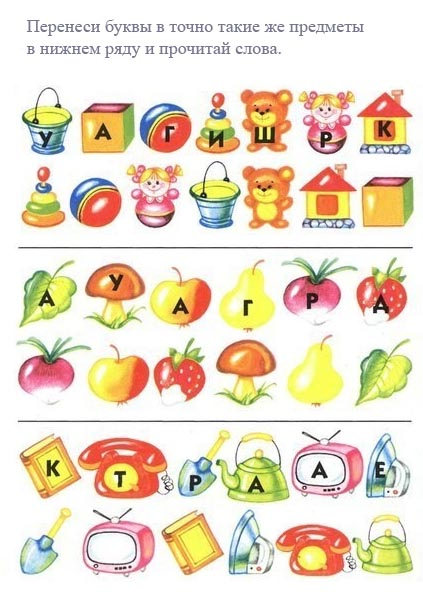 Перенеси буквы в точно такие же предметы
в нижнем ряду и прочитай слова.
У А Г И Ш Р К
А У А Г Р Д
К Т Р А А Е